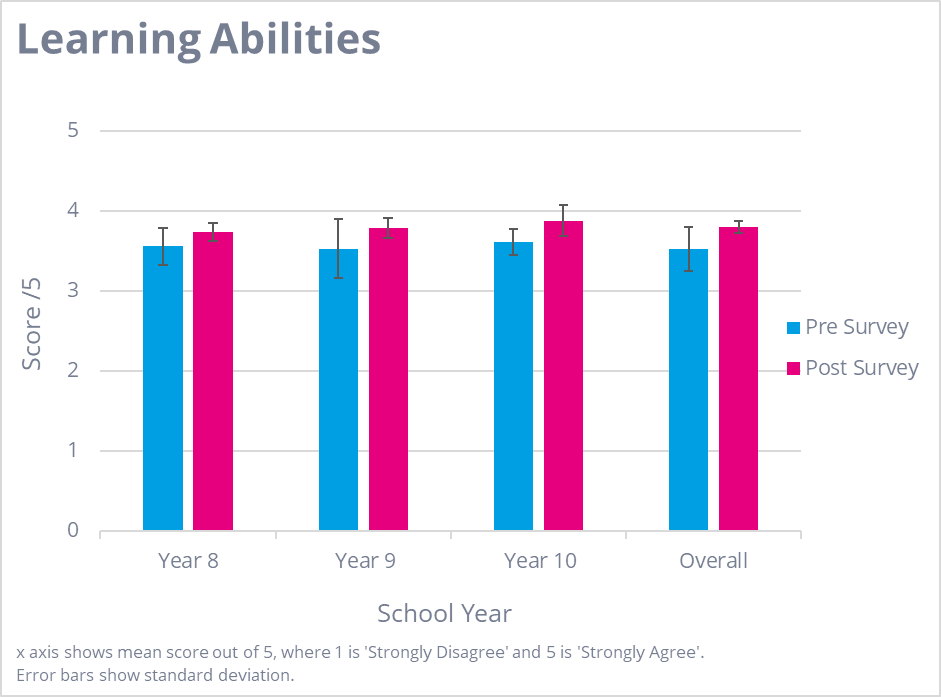 Learning Abilities
5
4
3
2
1
0
Score /5
Pre Survey
Post Survey
Year 8
Year 9
Year 10
Overall
School Year
x axis shows mean score out of 5, where 1 is 'Strongly Disagree' and 5 is 'Strongly Agree'.
Error bars show standard deviation.